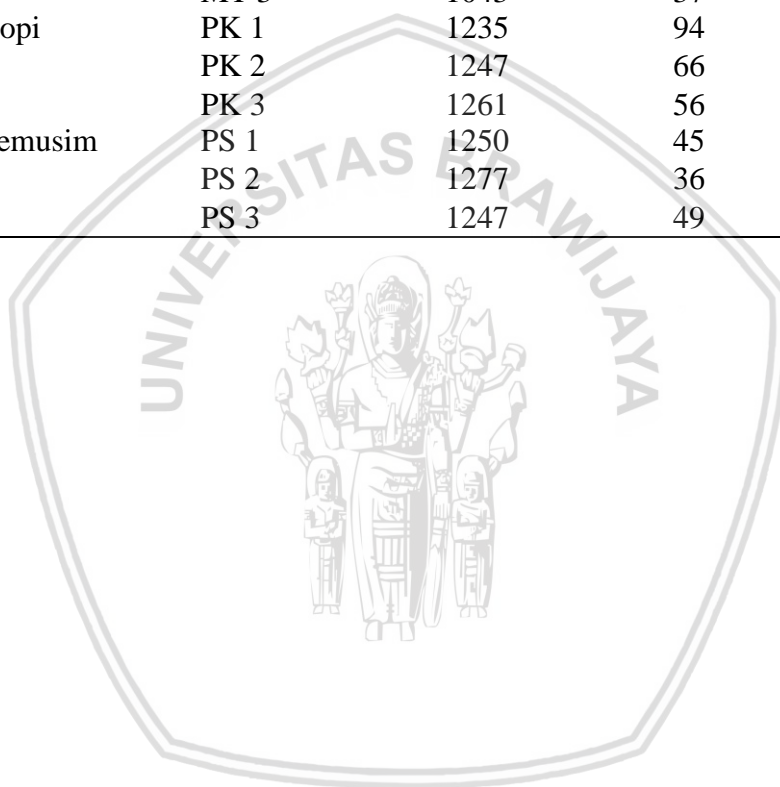 opi PK 1 1235 94
PK 2 1247 66
PK 3 1261 56
emusim PS 1 1250 45
PS 2 1277 36
PS 3 1247 49
UNIVERSITAS BRAWIJAYA